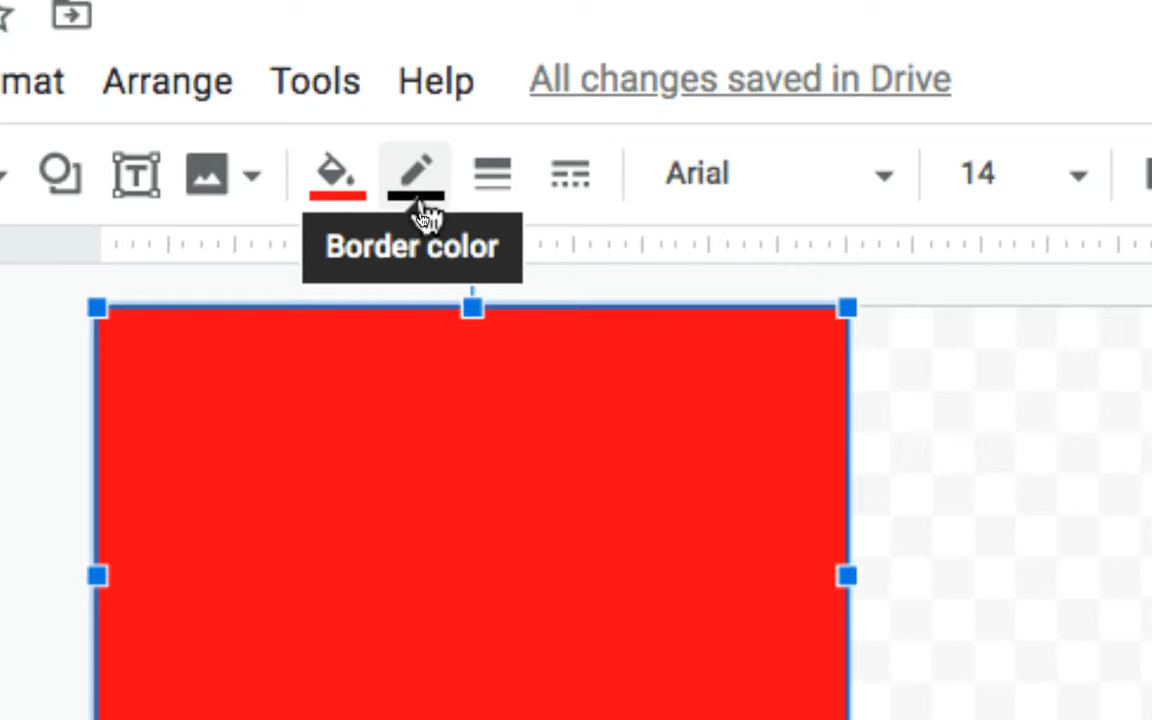 mat Arrange Tools Help All changes saved in Drive
T Arial 14
Border color